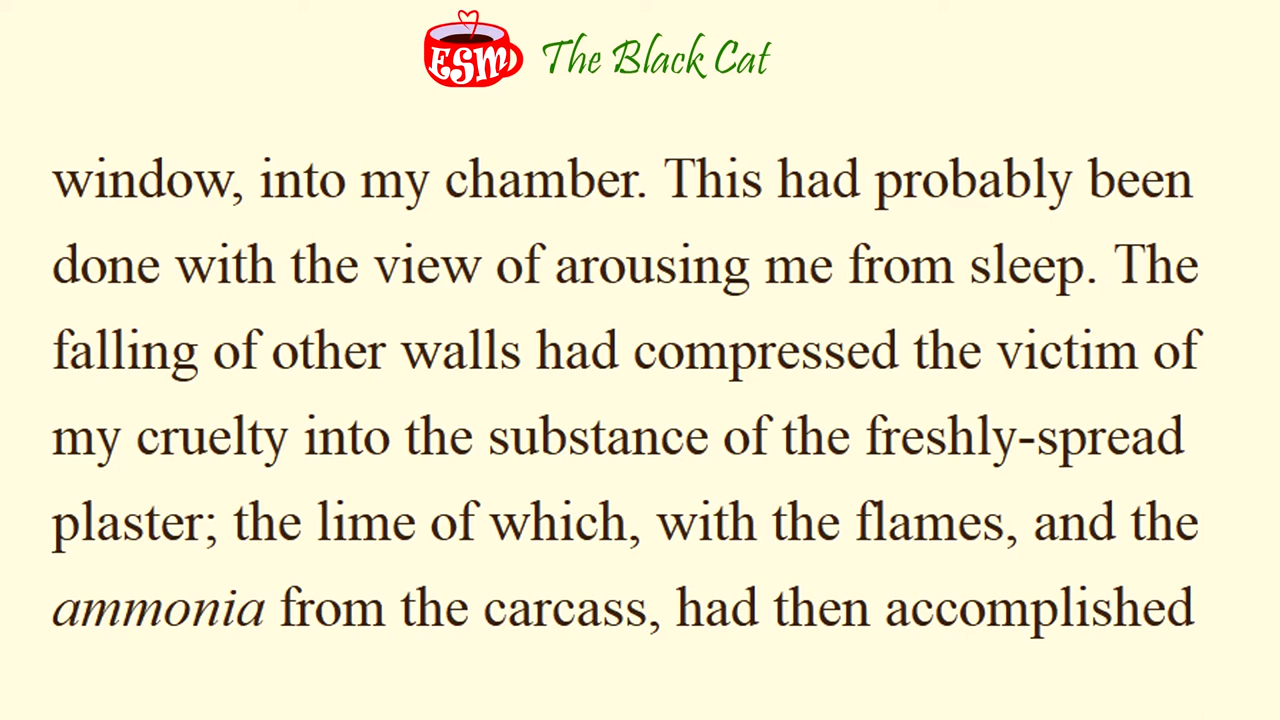 ESM The Black Cat
window, into my chamber. This had probably been
done with the view of arousing me from sleep. The
falling of other walls had compressed the victim of
my cruelty into the substance of the freshly-spread
plaster; the lime of which, with the flames, and the
ammonia from the carcass, had then accomplished